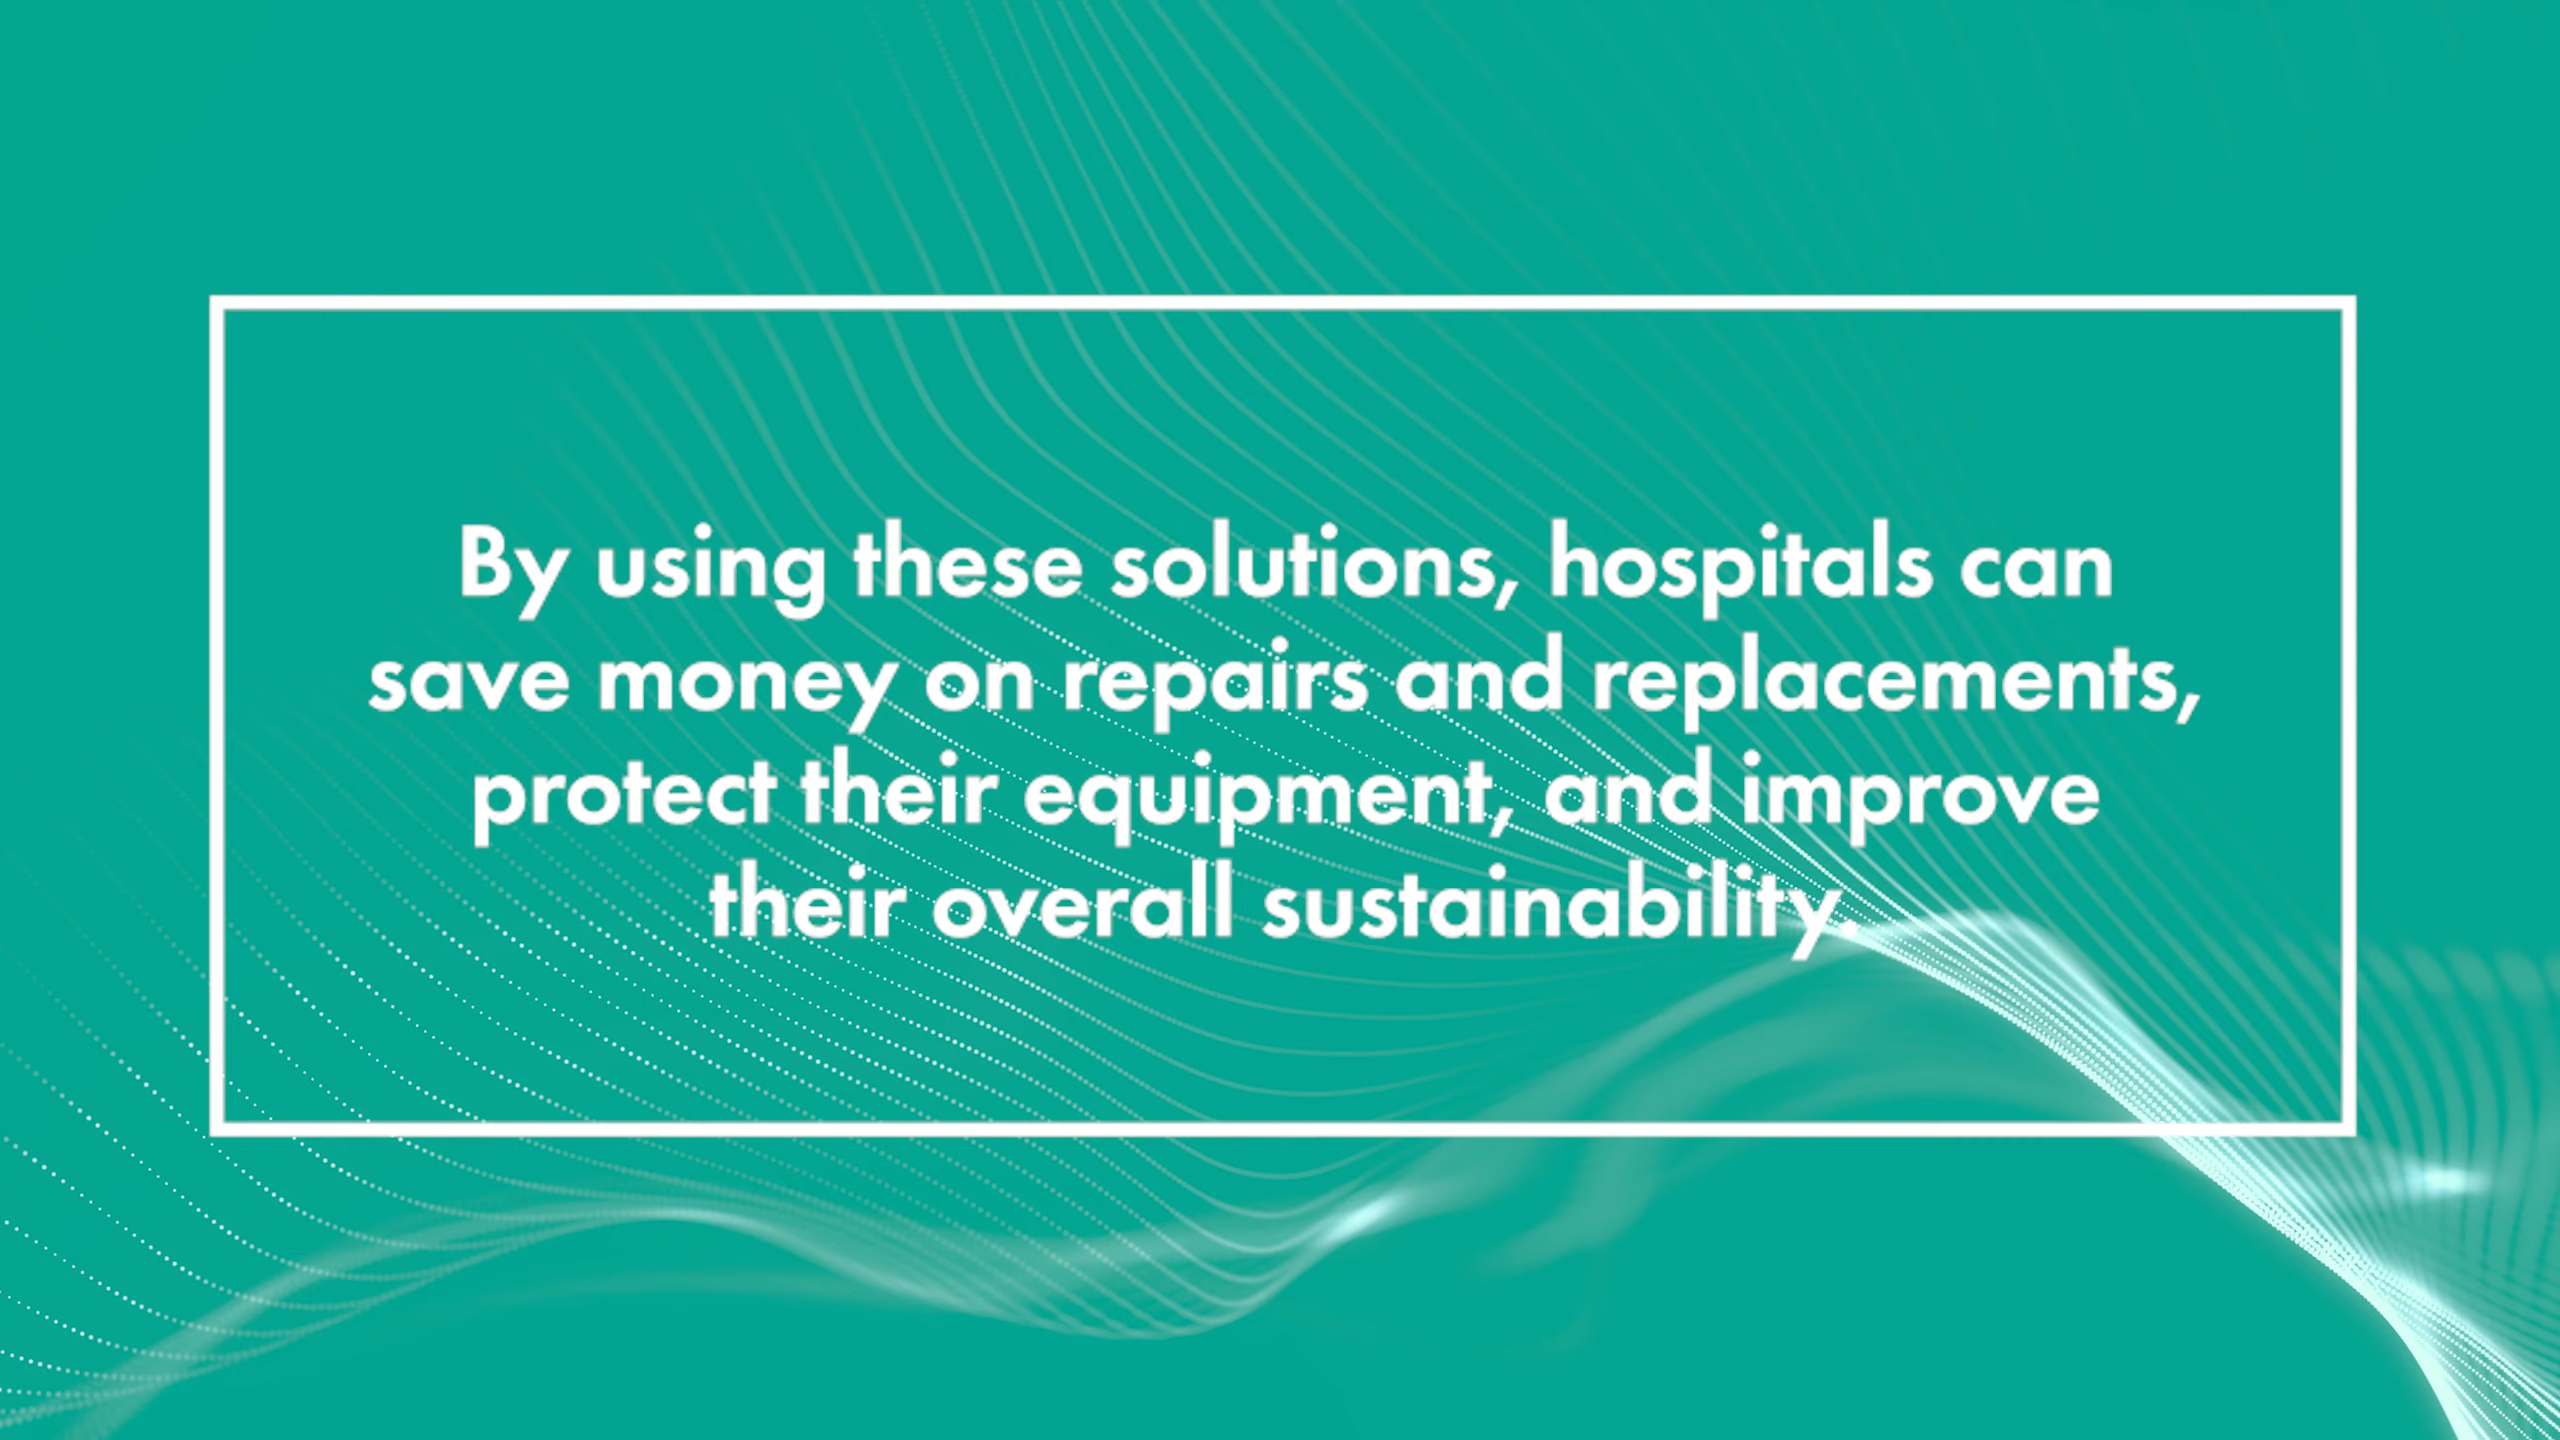 By using these solutions, hospitals can
save money on repairs and replacements,
protect their equipment, and improve
their overall sustainability.